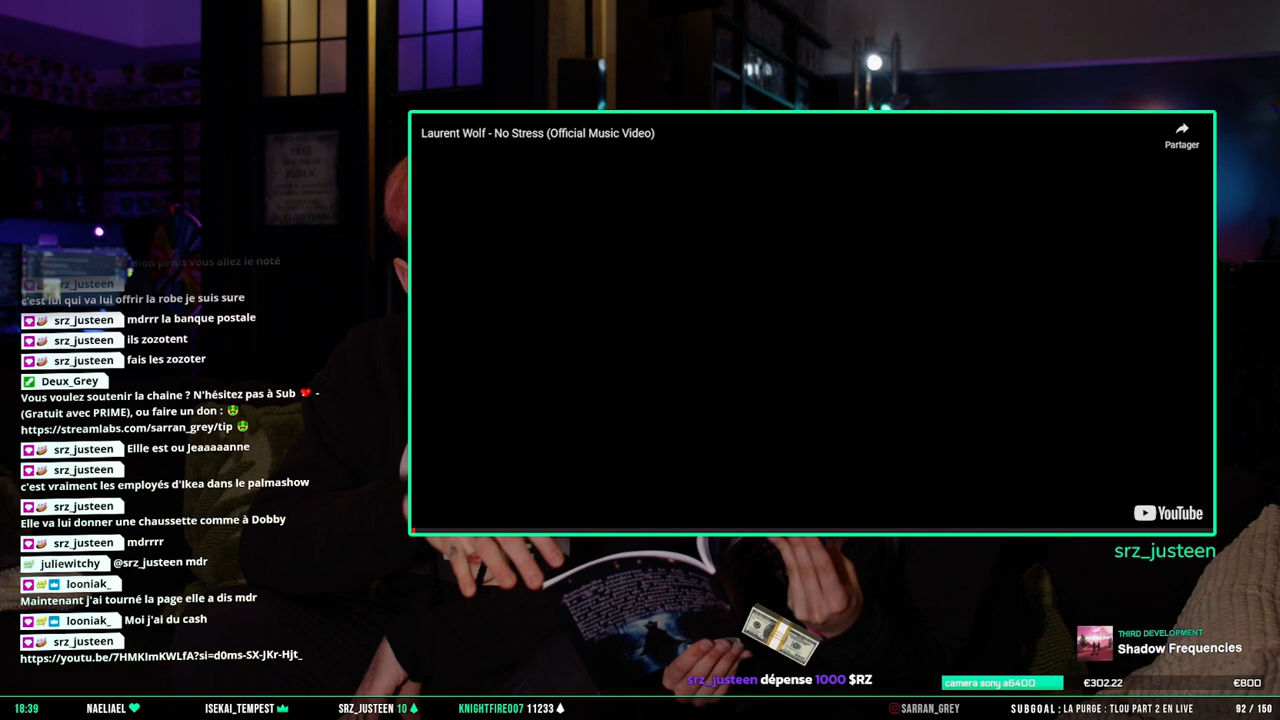 Laurent Wolf - No Stress (Official Music Video)
Partager
mon penis vous aliez le noté
srz_justeen
c'est lui qui va lui offrir la robe je suis sure
srz_justeen mdrrr la banque postale
srz_justeen ils zozotent
srz_justeen fais les zozoter
Deux_Grey
Vous voulez soutenir la chaine ? N'hésitez pas à Sub ❤️ -
(Gratuit avec PRIME), ou faire un don :
https://streamlabs.com/sarran_grey/tip
srz_justeen Ellle est ou Jeaaaaanne
srz_justeen
c'est vraiment les employés d'Ikea dans le palmashow
srz_justeen
Elle va lui donner une chaussette comme à Dobby
srz_justeen mdrrrr
juliewitchy @srz_justeen mdr
looniak_
Maintenant j'ai tourné la page elle a dis mdr
looniak_ Moi j'ai du cash
srz_justeen
https://youtu.be/7HMKImKWLfA?si=d0ms-SX-JKr-Hjt_
YouTube
srz_justeen
THIRD DEVELOPMENT
Shadow Frequencies
srz_justeen dépense 1000 $RZ
camera sony a6400 €302.22 €800
18:39 NAELIAEL ISEKAI_TEMPEST SRZ_JUSTEEN 10 KNIGHTFIRE007 11233 SARRAN_GREY SUBGOAL : LA PURGE : TLOU PART 2 EN LIVE 92 / 150